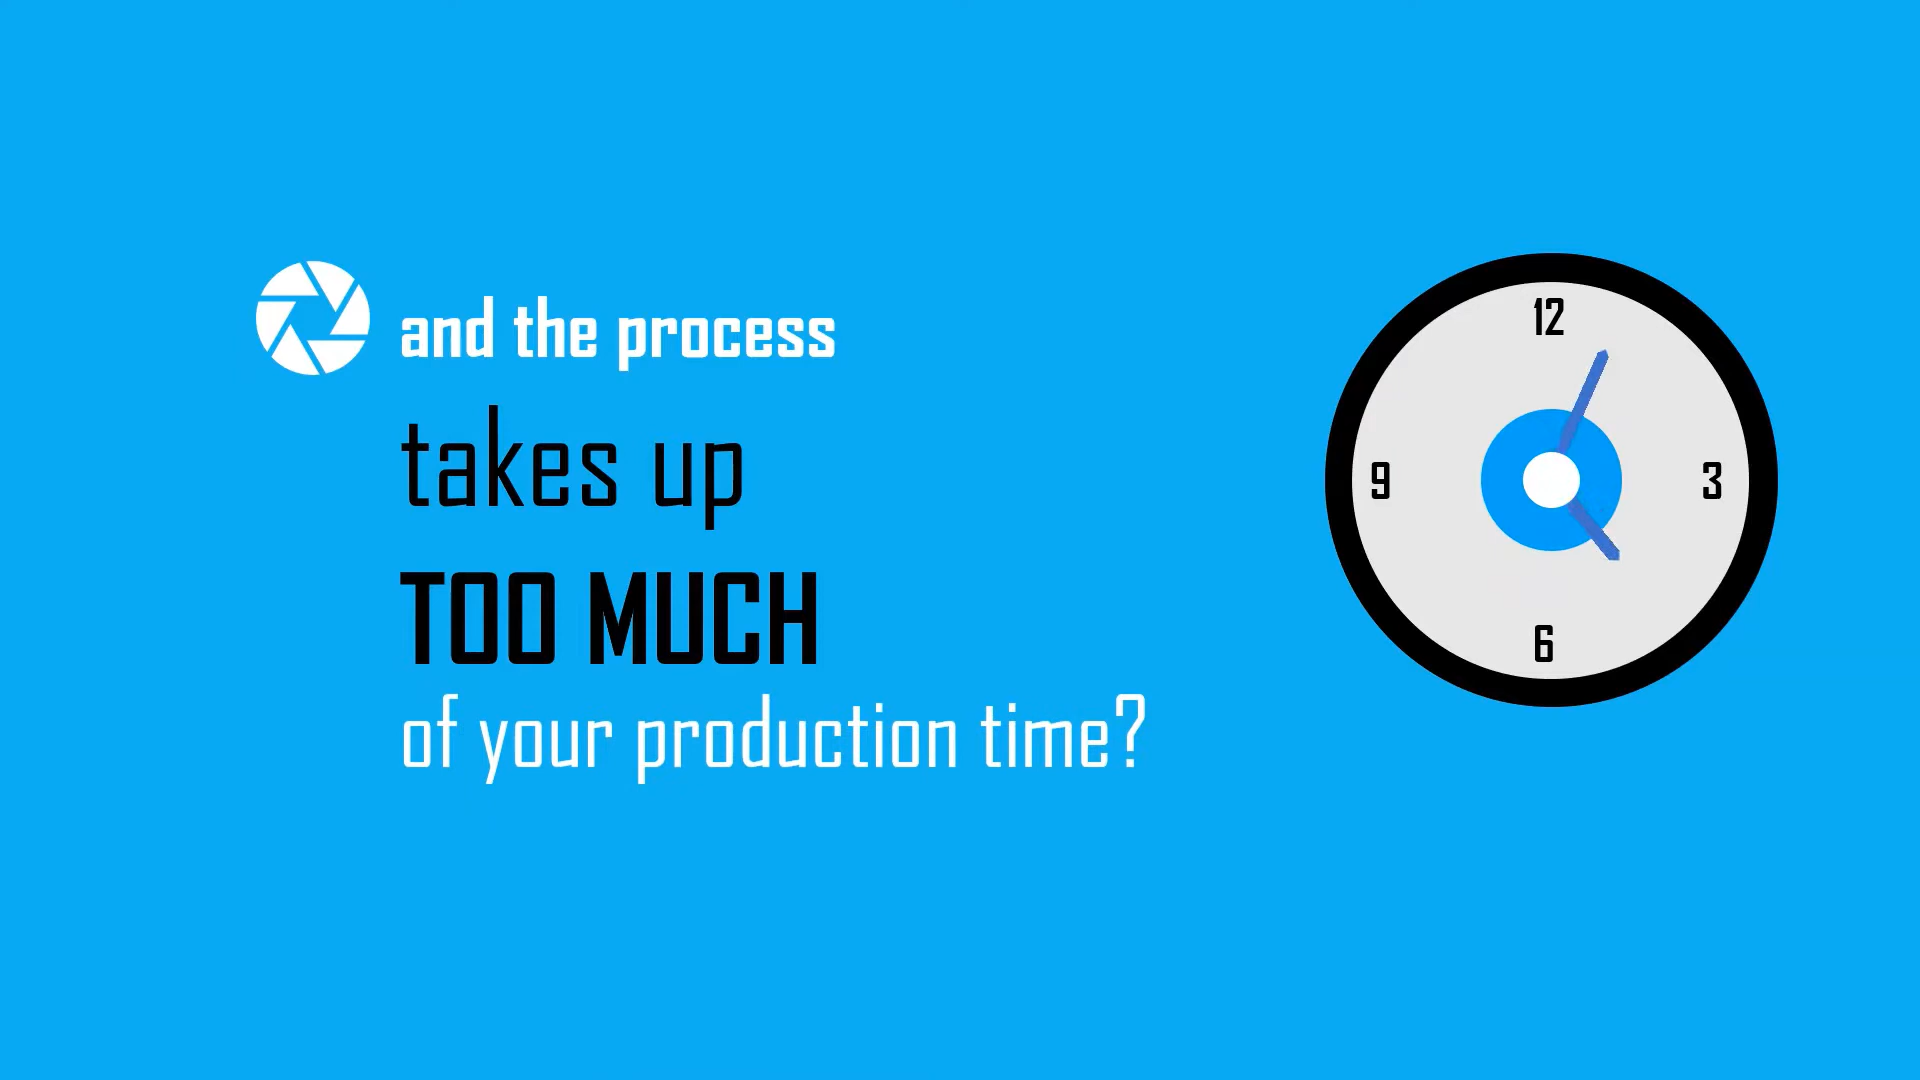 and the process
takes up
TOO MUCH
of your production time?
12
9
3
6